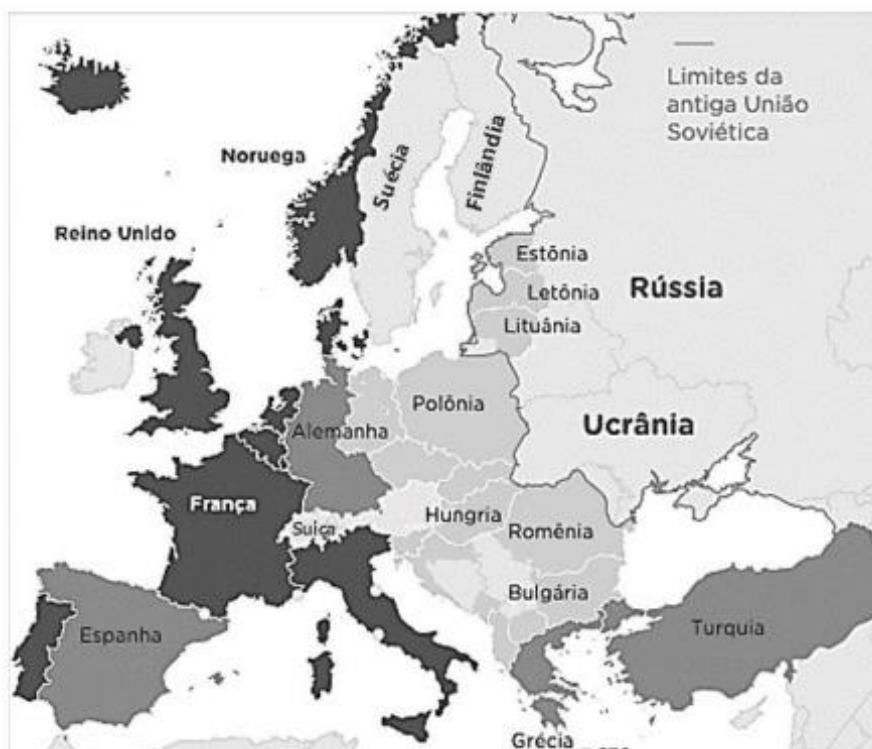 Limites da
antiga União
Soviética
Noruega
Suécia
Finlândia
Reino Unido
Estônia
Letônia
Rússia
Lituânia
Polônia
Ucrânia
Alemanha
França
Suiça
Hungria
Romênia
Bulgária
Espanha
Turquia
Grécia